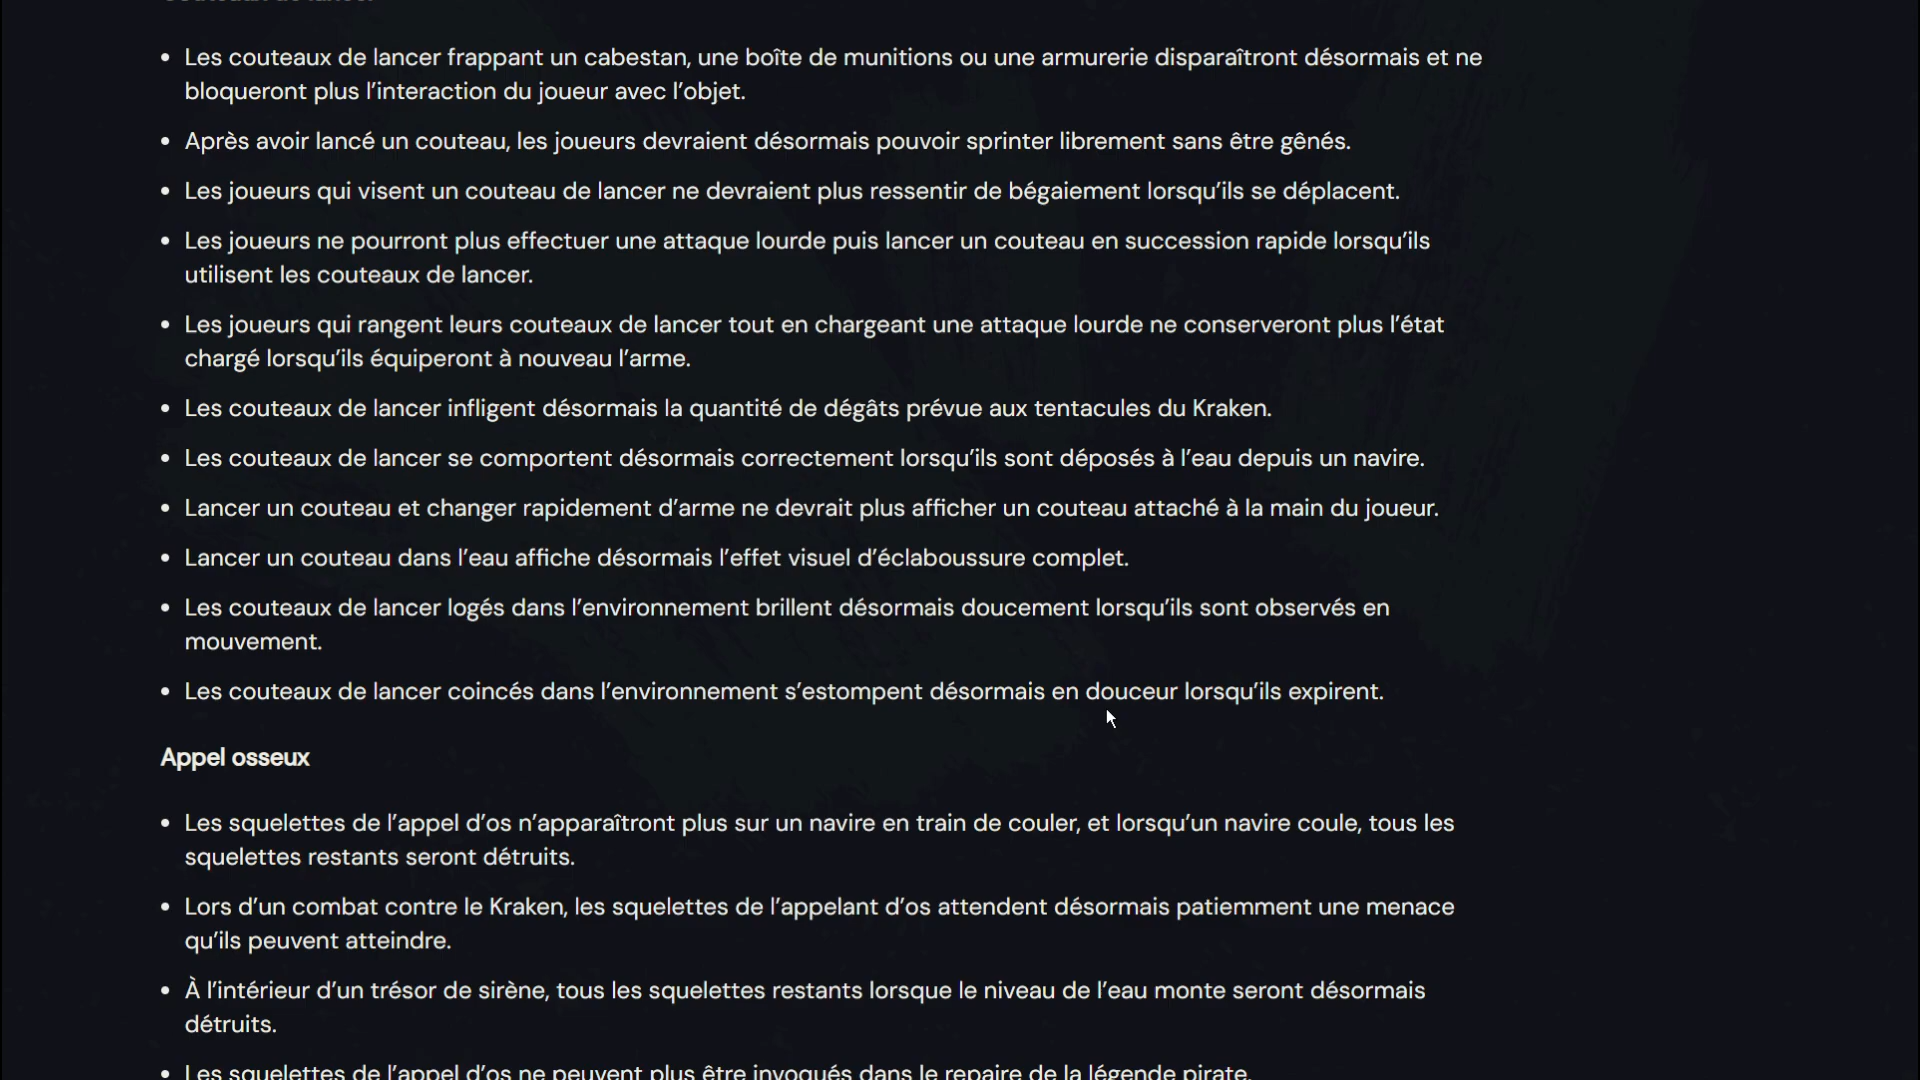 Couteaux de lancer
• Les couteaux de lancer frappant un cabestan, une boîte de munitions ou une armurerie disparaîtront désormais et ne
bloqueront plus l’interaction du joueur avec l’objet.
• Après avoir lancé un couteau, les joueurs devraient désormais pouvoir sprinter librement sans être gênés.
• Les joueurs qui visent un couteau de lancer ne devraient plus ressentir de bégaiement lorsqu’ils se déplacent.
• Les joueurs ne pourront plus effectuer une attaque lourde puis lancer un couteau en succession rapide lorsqu’ils
utilisent les couteaux de lancer.
• Les joueurs qui rangent leurs couteaux de lancer tout en chargeant une attaque lourde ne conserveront plus l’état
chargé lorsqu’ils équiperont à nouveau l’arme.
• Les couteaux de lancer infligent désormais la quantité de dégâts prévue aux tentacules du Kraken.
• Les couteaux de lancer se comportent désormais correctement lorsqu’ils sont déposés à l’eau depuis un navire.
• Lancer un couteau et changer rapidement d’arme ne devrait plus afficher un couteau attaché à la main du joueur.
• Lancer un couteau dans l’eau affiche désormais l’effet visuel d’éclaboussure complet.
• Les couteaux de lancer logés dans l’environnement brillent désormais doucement lorsqu’ils sont observés en
mouvement.
• Les couteaux de lancer coincés dans l’environnement s’estompent désormais en douceur lorsqu’ils expirent.
Appel osseux
• Les squelettes de l’appel d’os n’apparaîtront plus sur un navire en train de couler, et lorsqu’un navire coule, tous les
squelettes restants seront détruits.
• Lors d’un combat contre le Kraken, les squelettes de l’appelant d’os attendent désormais patiemment une menace
qu’ils peuvent atteindre.
• À l’intérieur d’un trésor de sirène, tous les squelettes restants lorsque le niveau de l’eau monte seront désormais
détruits.
• Les squelettes de l’appel d’os ne peuvent plus être invoqués dans le repaire de la légende pirate.